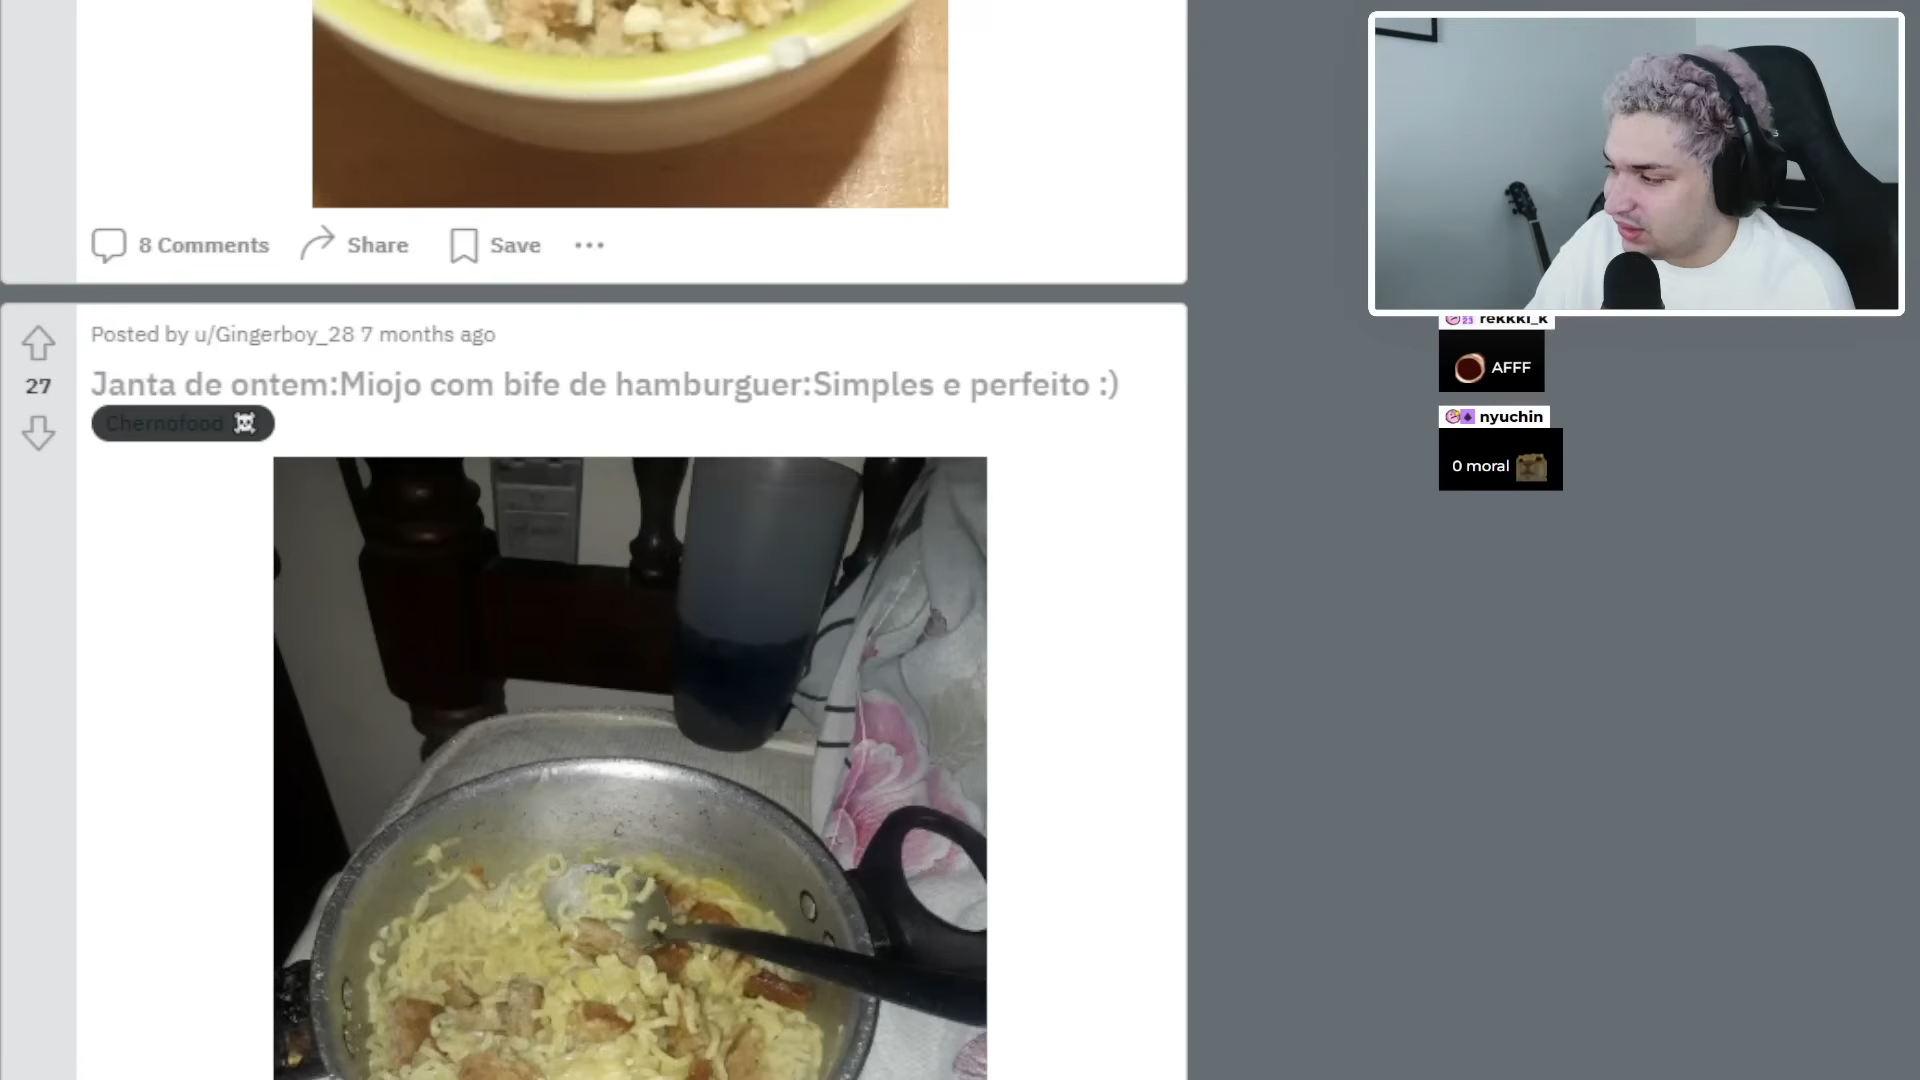 8 Comments
Share
Save
Posted by u/Gingerboy_28 7 months ago
27
Janta de ontem:Miojo com bife de hamburguer:Simples e perfeito :)
Chernofood
rekkki_k
AFFF
nyuchin
0 moral